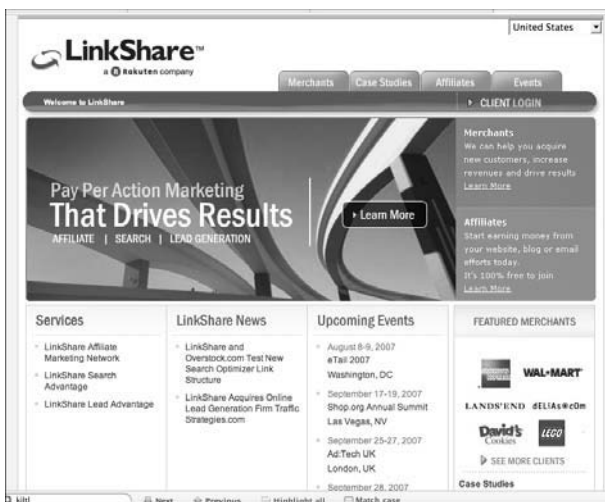 United States
LinkShare™
a Rakuten company
Merchants Case Studies Affiliates Events
Welcome to LinkShare
CLIENT LOGIN
Pay Per Action Marketing
That Drives Results
AFFILIATE | SEARCH | LEAD GENERATION
Learn More
Merchants
We can help you acquire
new customers, increase
revenues and drive results
Learn More
Affiliates
Start earning money from
your website, blog or email
efforts today.
It's 100% free to join
Learn More
Services
LinkShare Affiliate
Marketing Network
LinkShare Search
Advantage
LinkShare Lead Advantage
LinkShare News
LinkShare and
Overstock.com Test New
Search Optimizer Link
Structure
LinkShare Acquires Online
Lead Generation Firm Traffic
Strategies.com
Upcoming Events
August 8-9, 2007
eTail 2007
Washington, DC
September 17-19, 2007
Shop.org Annual Summit
Las Vegas, NV
September 25-27, 2007
Ad:Tech UK
London, UK
September 28, 2007
FEATURED MERCHANTS
WAL★MART
LANDS' END dELiA*s.cOm
David's
Cookies
LEGO
SEE MORE CLIENTS
Case Studies
Next Previous Highlight all Match case